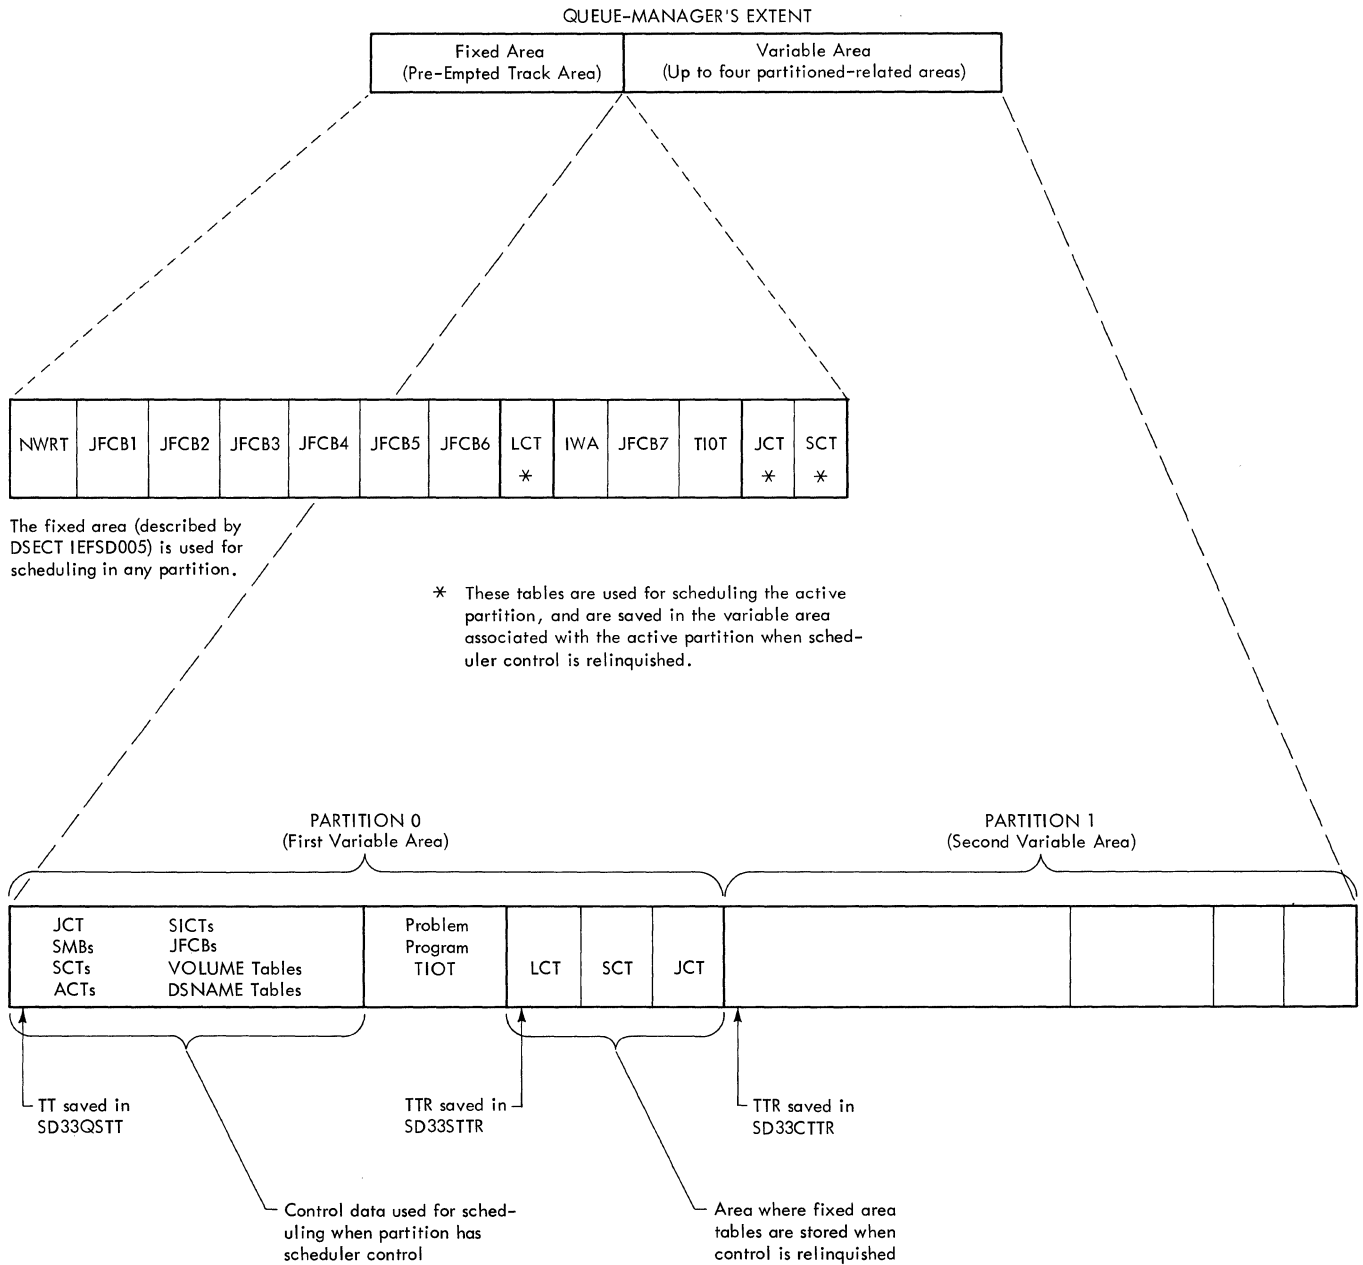 QUEUE-MANAGER'S EXTENT
Fixed Area
(Pre-Empted Track Area)
Variable Area
(Up to four partitioned-related areas)
NWRT JFCB1 JFCB2 JFCB3 JFCB4 JFCB5 JFCB6 LCT IWA JFCB7 TI0T JCT SCT
* * *
The fixed area (described by
DSECT IEFSD005) is used for
scheduling in any partition.
* These tables are used for scheduling the active
partition, and are saved in the variable area
associated with the active partition when sched-
uler control is relinquished.
PARTITION 0
(First Variable Area)
PARTITION 1
(Second Variable Area)
JCT SICTs
SMBs JFCBs
SCTs VOLUME Tables
ACTs DSNAME Tables
Problem
Program
TIOT
LCT SCT JCT
TT saved in
SD33QSTT
TTR saved in
SD33STTR
TTR saved in
SD33CTTR
Control data used for sched-
uling when partition has
scheduler control
Area where fixed area
tables are stored when
control is relinquished